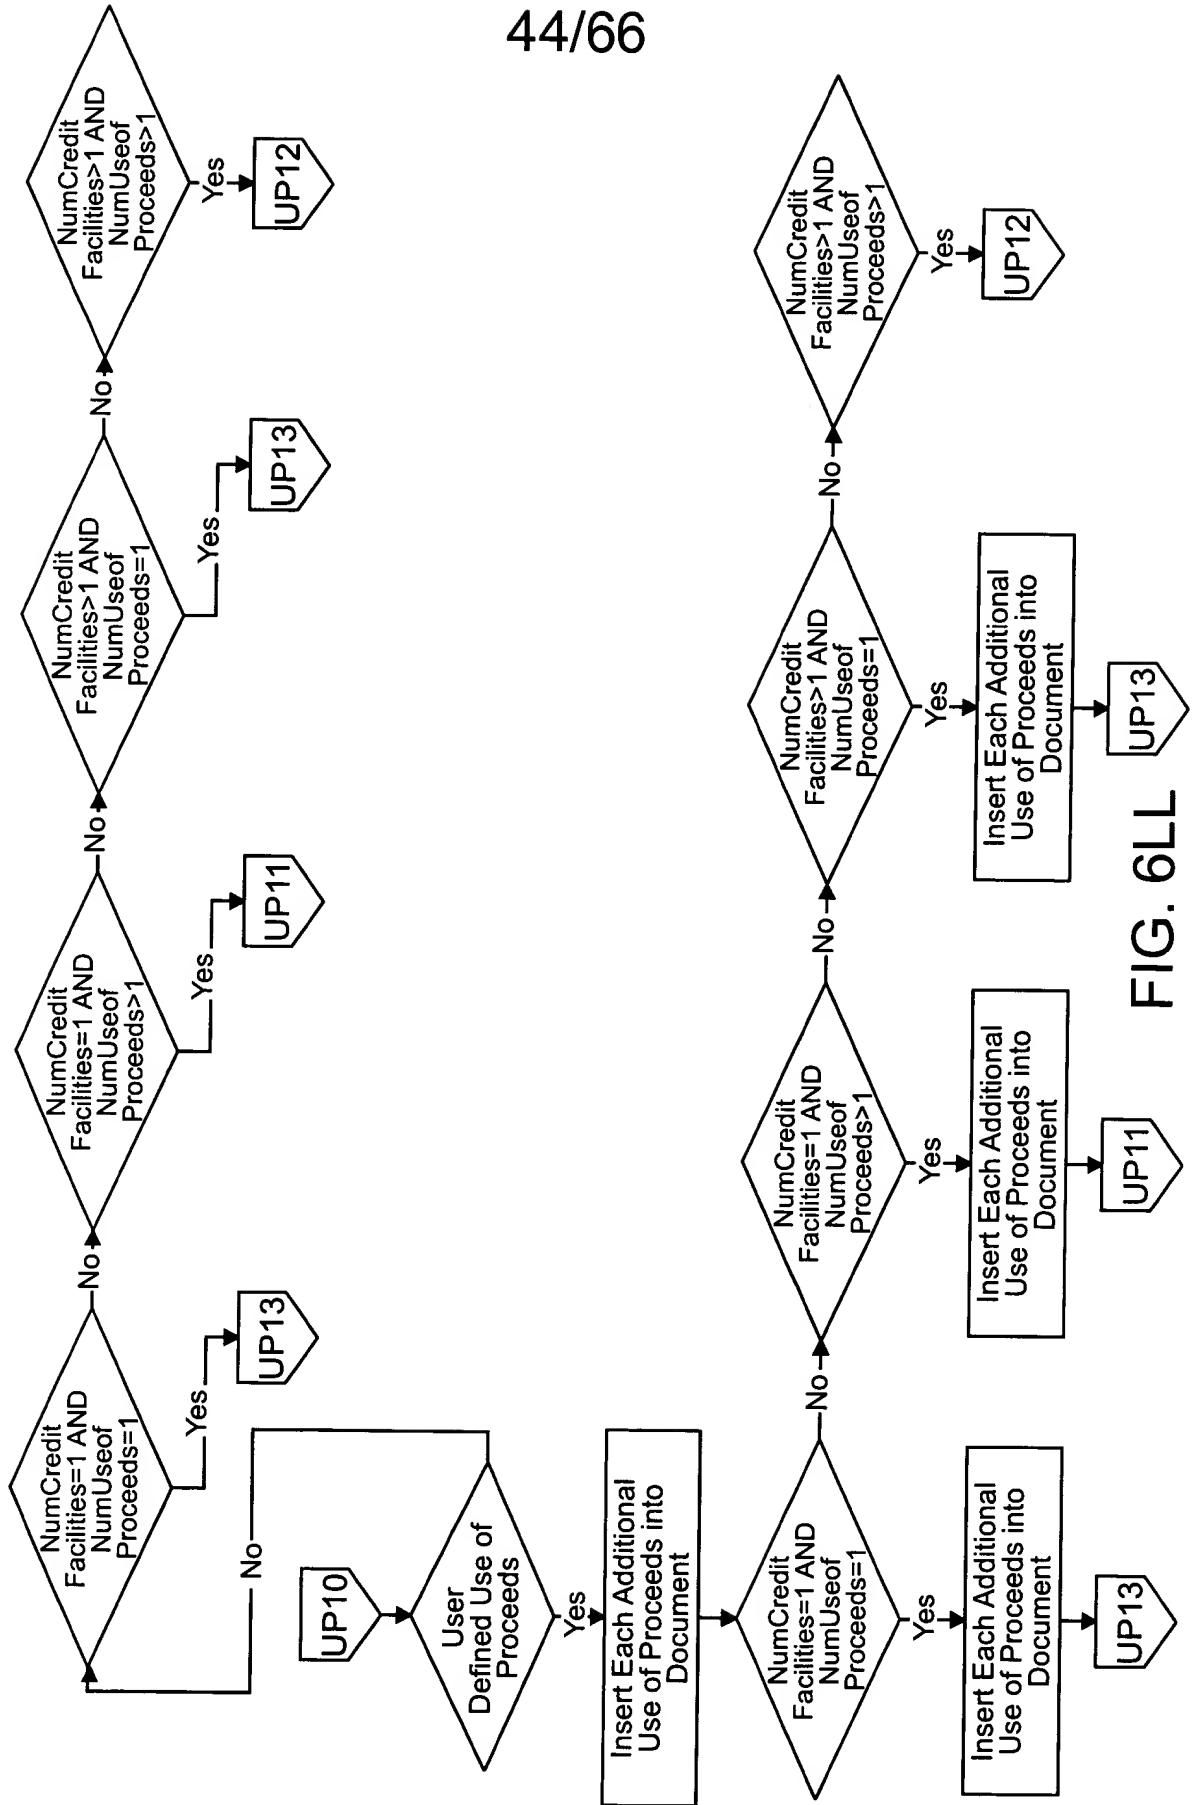 44/66
UP10
User
Defined Use of
Proceeds
No
Yes
NumCredit
Facilities=1 AND
NumUseof
Proceeds=1
Yes
UP13
No
NumCredit
Facilities=1 AND
NumUseof
Proceeds>1
Yes
UP11
No
NumCredit
Facilities>1 AND
NumUseof
Proceeds=1
Yes
UP13
No
NumCredit
Facilities>1 AND
NumUseof
Proceeds>1
Yes
UP12
Insert Each Additional
Use of Proceeds into
Document
NumCredit
Facilities=1 AND
NumUseof
Proceeds=1
Yes
Insert Each Additional
Use of Proceeds into
Document
UP13
No
NumCredit
Facilities=1 AND
NumUseof
Proceeds>1
Yes
Insert Each Additional
Use of Proceeds into
Document
UP11
No
NumCredit
Facilities>1 AND
NumUseof
Proceeds=1
Yes
Insert Each Additional
Use of Proceeds into
Document
UP13
No
NumCredit
Facilities>1 AND
NumUseof
Proceeds>1
Yes
UP12
FIG. 6LL